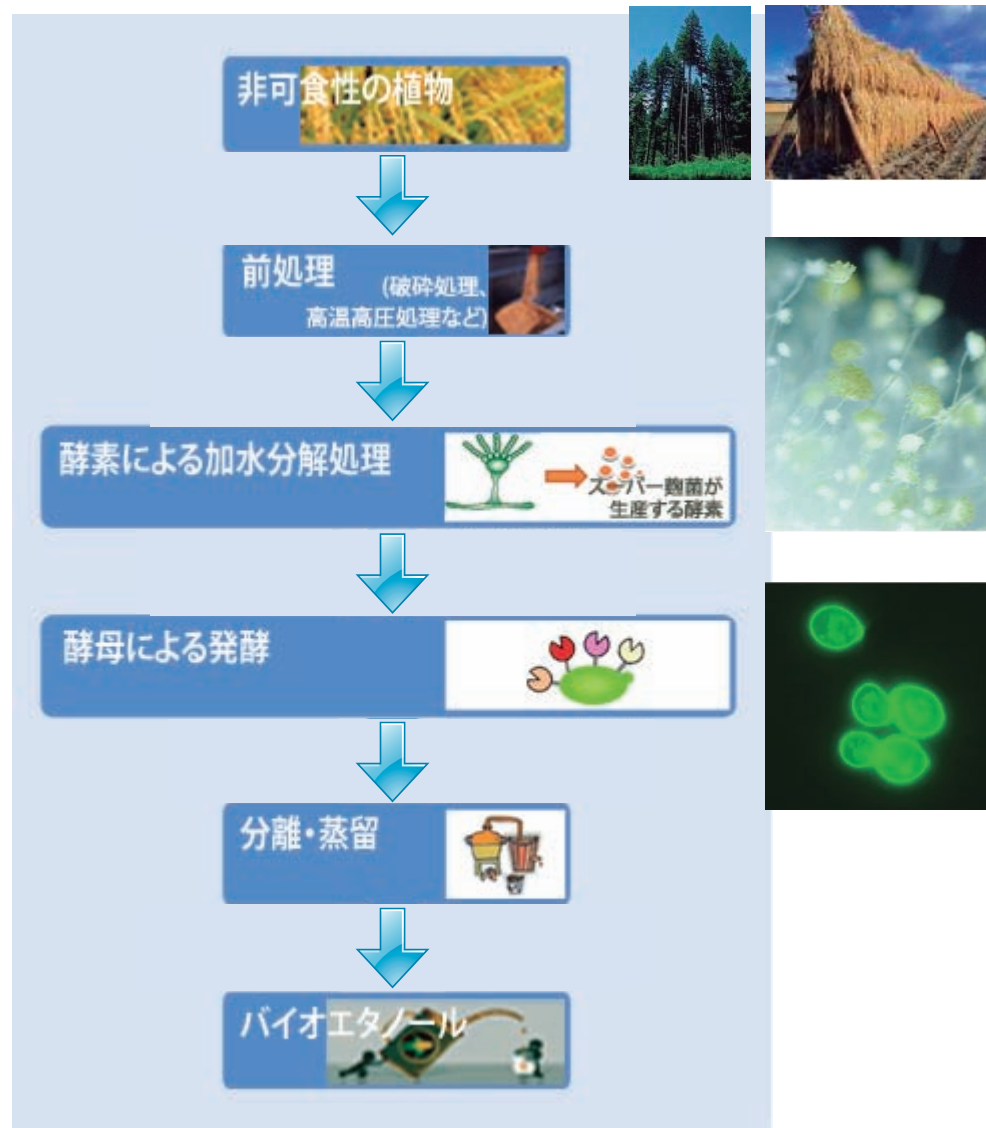 非可食性の植物
前処理
(破砕処理、
高温高圧処理など)
酵素による加水分解処理
スーパー麴菌が
生産する酵素
酵母による発酵
分離・蒸留
バイオエタノール